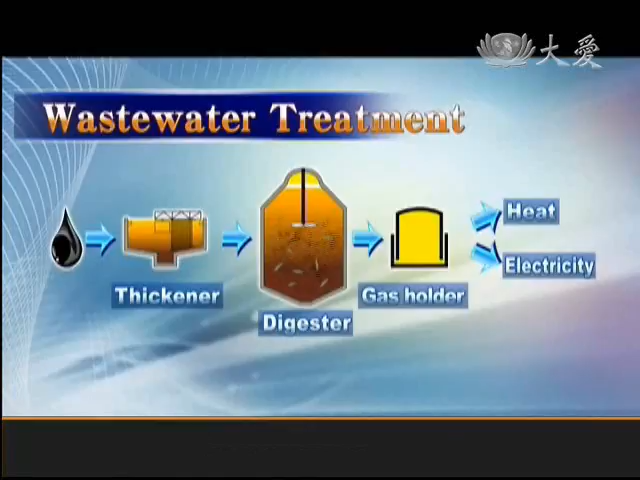 大愛
Wastewater Treatment
Heat
Electricity
Thickener
Gas holder
Digester